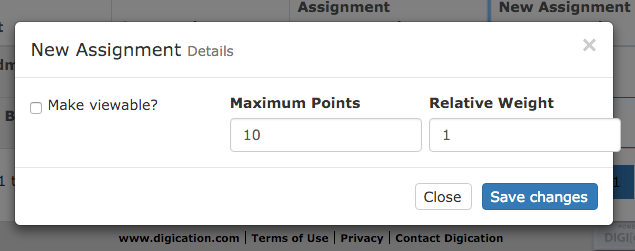 Assignment
New Assignment
New Assignment Details
×
Make viewable?
Maximum Points
Relative Weight
10
1
Close
Save changes
www.digication.com | Terms of Use | Privacy | Contact Digication